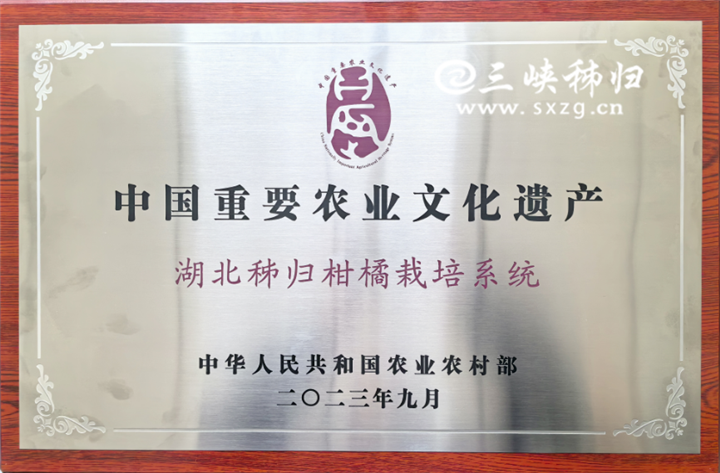 三峡秭归
www.sxzg.cn
中国重要农业文化遗产
湖北秭归柑橘栽培系统
中华人民共和国农业农村部
二〇二三年九月